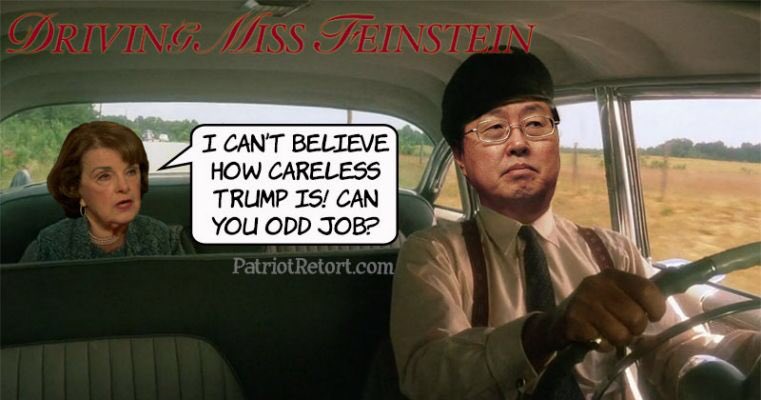 DRIVING MISS FEINSTEIN
I CAN'T BELIEVE
HOW CARELESS
TRUMP IS! CAN
YOU ODD JOB?
PatriotRetort.com